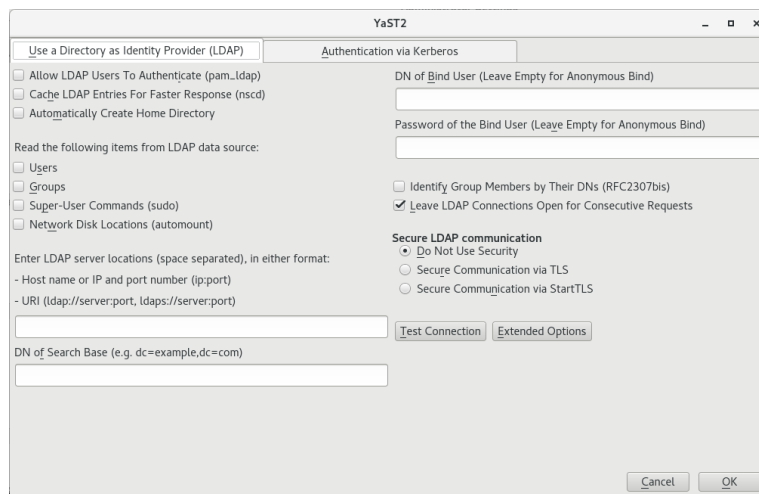 YaST2
Use a Directory as Identity Provider (LDAP)
Authentication via Kerberos
Allow LDAP Users To Authenticate (pam_ldap)
Cache LDAP Entries For Faster Response (nscd)
Automatically Create Home Directory
Read the following items from LDAP data source:
Users
Groups
Super-User Commands (sudo)
Network Disk Locations (automount)
Enter LDAP server locations (space separated), in either format:
- Host name or IP and port number (ip:port)
- URI (ldap://server:port, ldaps://server:port)
DN of Search Base (e.g. dc=example,dc=com)
DN of Bind User (Leave Empty for Anonymous Bind)
Password of the Bind User (Leave Empty for Anonymous Bind)
Identify Group Members by Their DNs (RFC2307bis)
Leave LDAP Connections Open for Consecutive Requests
Secure LDAP communication
Do Not Use Security
Secure Communication via TLS
Secure Communication via StartTLS
Test Connection
Extended Options
Cancel
OK